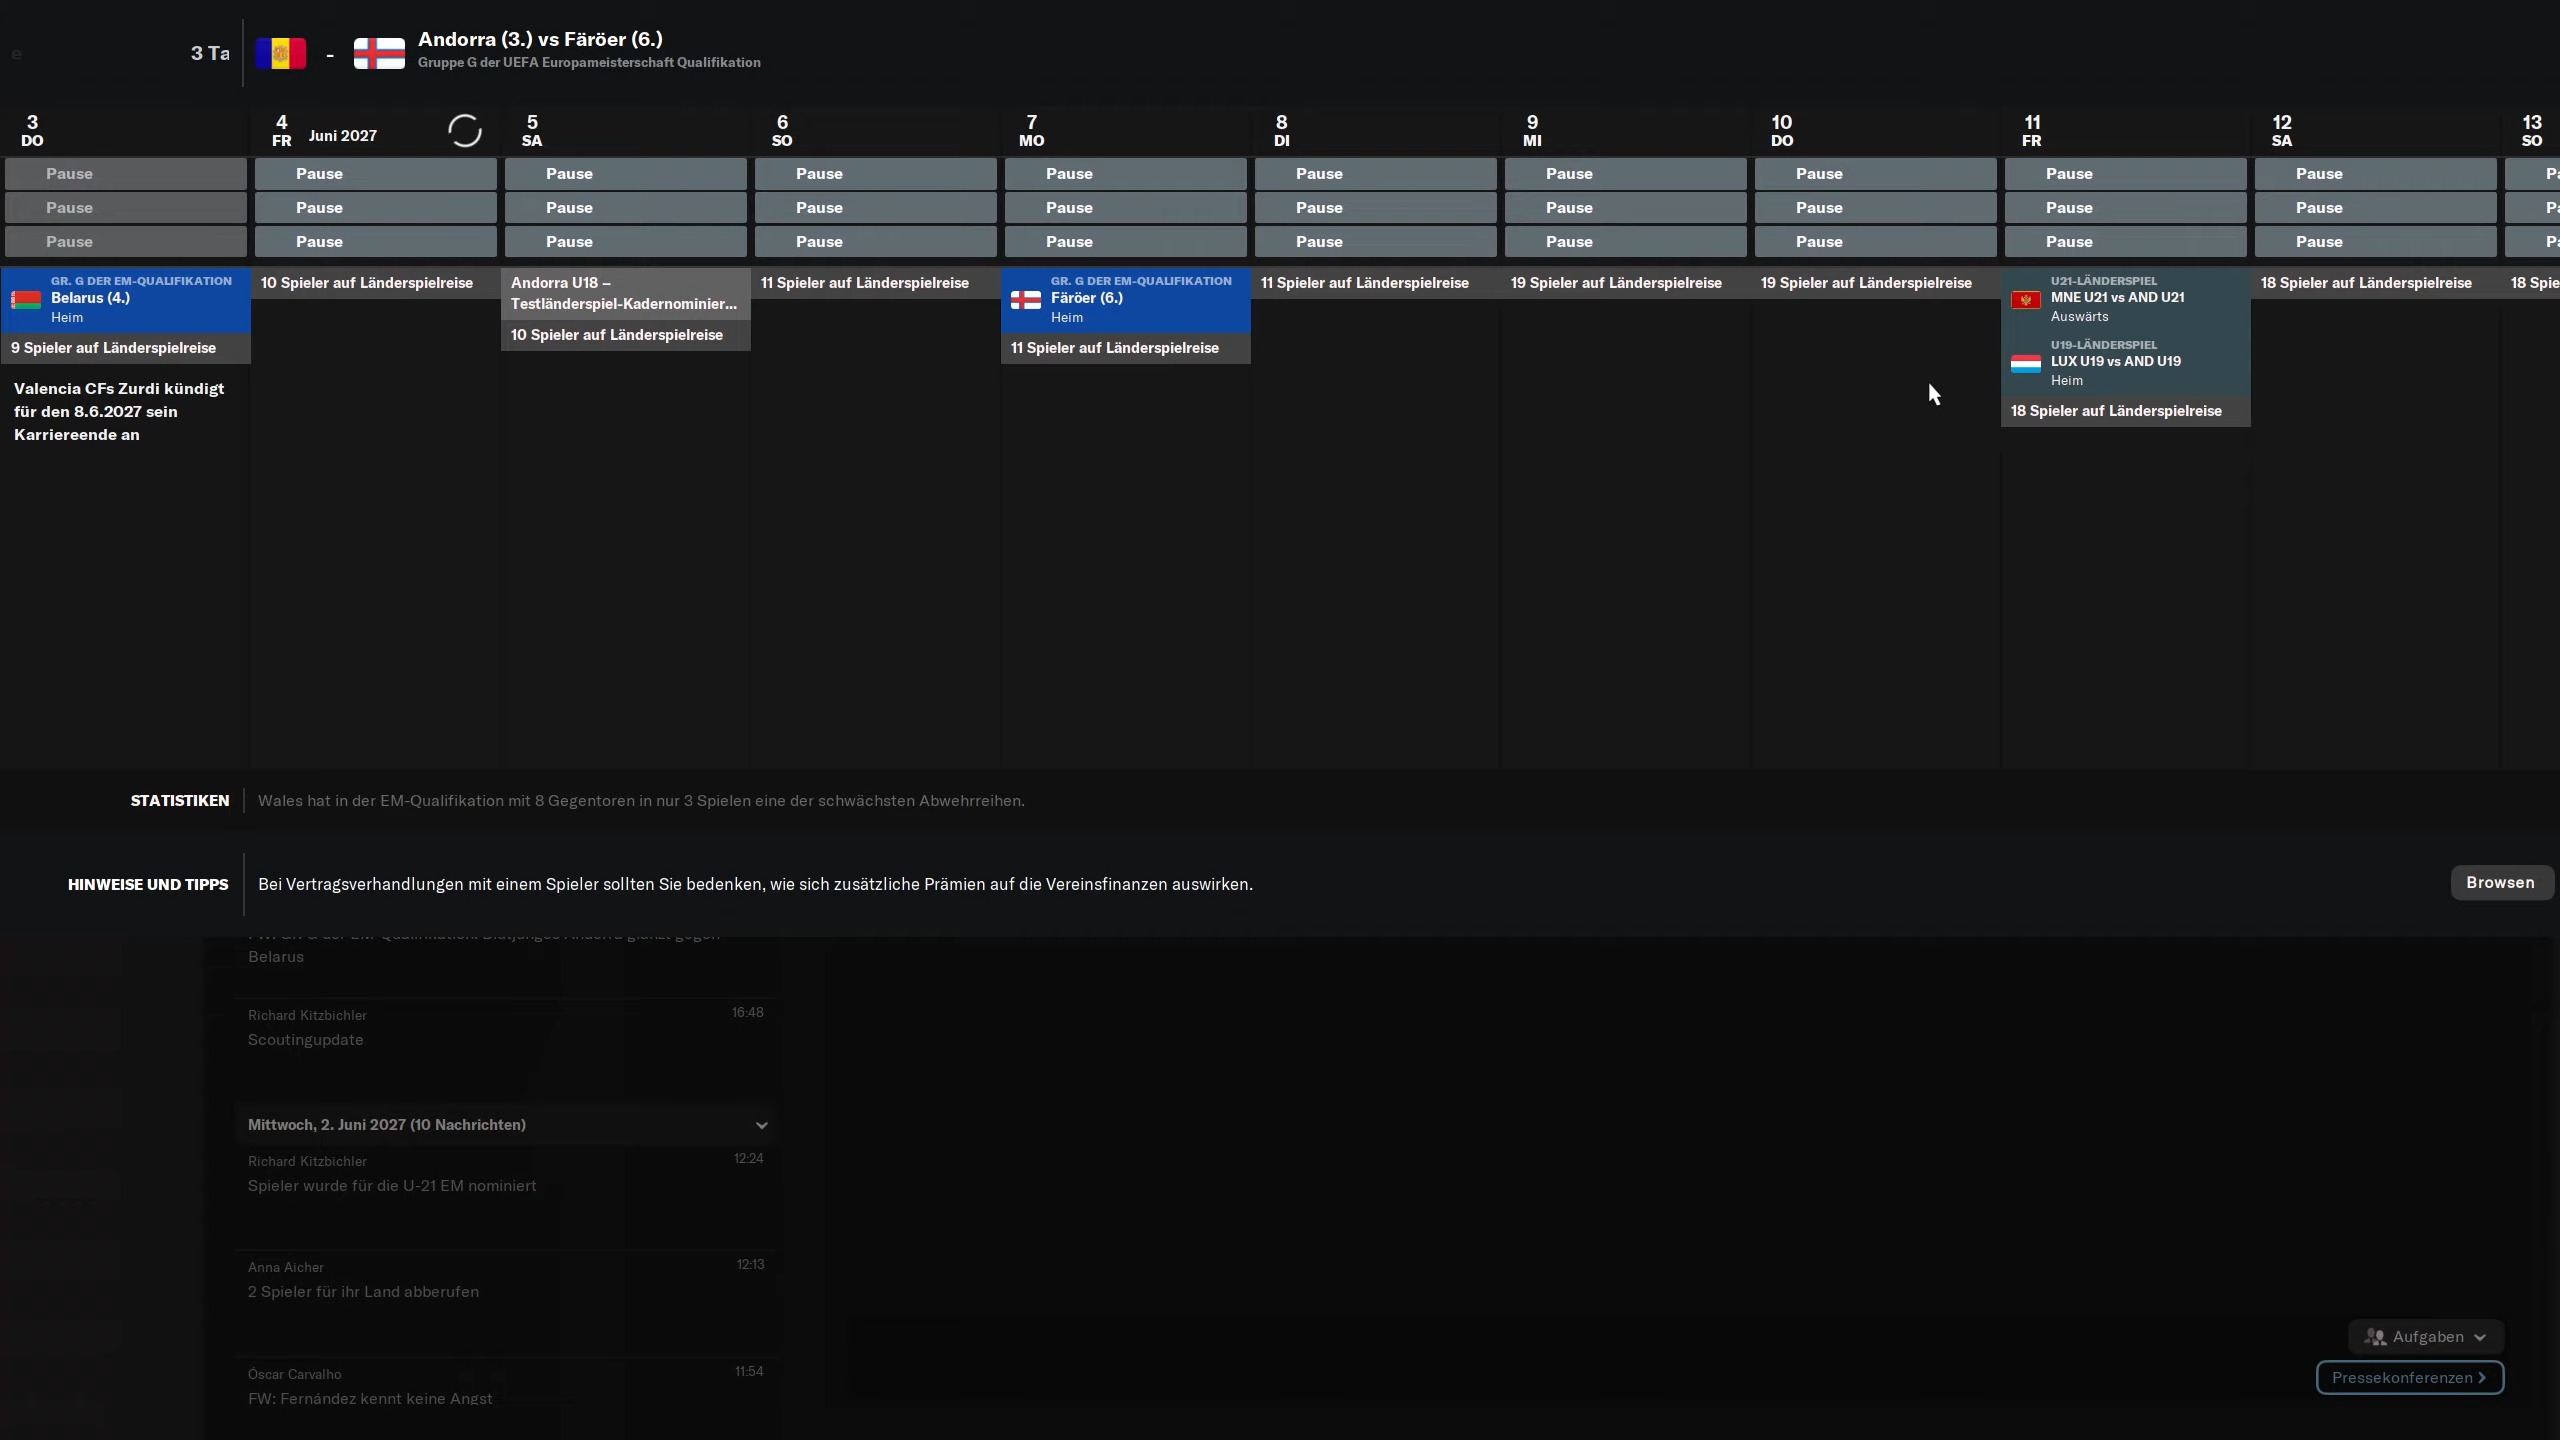 e
3 Ta
-
Andorra (3.) vs Färöer (6.)
Gruppe G der UEFA Europameisterschaft Qualifikation
3
DO
4
FR
Juni 2027
5
SA
6
SO
7
MO
8
DI
9
MI
10
DO
11
FR
12
SA
13
SO
Pause Pause Pause Pause Pause Pause Pause Pause Pause Pause Pa
Pause Pause Pause Pause Pause Pause Pause Pause Pause Pause Pa
Pause Pause Pause Pause Pause Pause Pause Pause Pause Pause Pa
GR. G DER EM-QUALIFIKATION
Belarus (4.)
Heim
9 Spieler auf Länderspielreise
Valencia CFs Zurdi kündigt
für den 8.6.2027 sein
Karriereende an
10 Spieler auf Länderspielreise
Andorra U18 –
Testländerspiel-Kadernominier...
10 Spieler auf Länderspielreise
11 Spieler auf Länderspielreise
GR. G DER EM-QUALIFIKATION
Färöer (6.)
Heim
11 Spieler auf Länderspielreise
11 Spieler auf Länderspielreise
19 Spieler auf Länderspielreise
19 Spieler auf Länderspielreise
U21-LÄNDERSPIEL
MNE U21 vs AND U21
Auswärts
U19-LÄNDERSPIEL
LUX U19 vs AND U19
Heim
18 Spieler auf Länderspielreise
18 Spieler auf Länderspielreise
18 Spie
STATISTIKEN
Wales hat in der EM-Qualifikation mit 8 Gegentoren in nur 3 Spielen eine der schwächsten Abwehrreihen.
HINWEISE UND TIPPS
Bei Vertragsverhandlungen mit einem Spieler sollten Sie bedenken, wie sich zusätzliche Prämien auf die Vereinsfinanzen auswirken.
Browsen
Belarus
Richard Kitzbichler
16:48
Scoutingupdate
Mittwoch, 2. Juni 2027 (10 Nachrichten)
Richard Kitzbichler
12:24
Spieler wurde für die U-21 EM nominiert
Anna Aicher
12:13
2 Spieler für ihr Land abberufen
Óscar Carvalho
11:54
FW: Fernández kennt keine Angst
Aufgaben
Pressekonferenzen